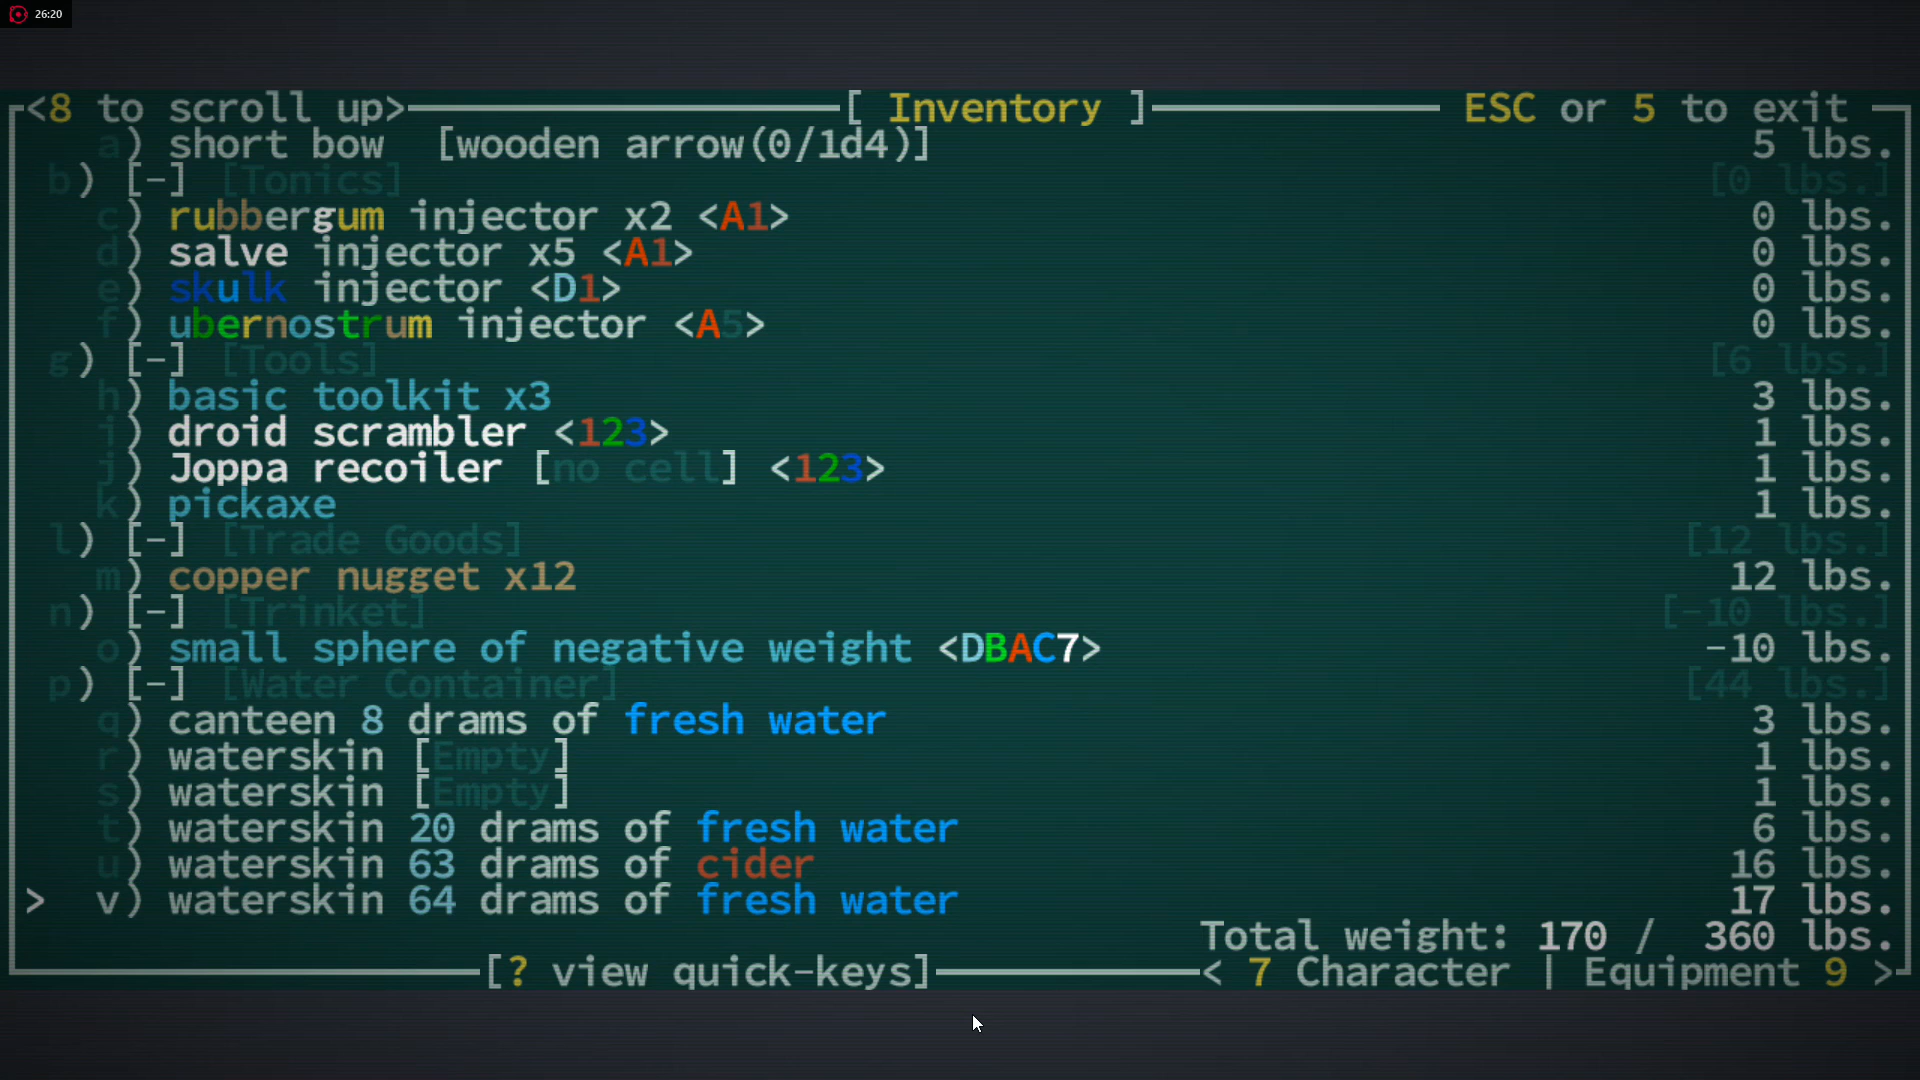 26:20
<8 to scroll up> [ Inventory ] ESC or 5 to exit
a) short bow [wooden arrow(0/1d4)] 5 lbs.
b) [-] [Tonics] [0 lbs.]
c) rubbergum injector x2 <A1> 0 lbs.
d) salve injector x5 <A1> 0 lbs.
e) skulk injector <D1> 0 lbs.
f) ubernostrum injector <A5> 0 lbs.
g) [-] [Tools] [6 lbs.]
h) basic toolkit x3 3 lbs.
i) droid scrambler <123> 1 lbs.
j) Joppa recoiler [no cell] <123> 1 lbs.
k) pickaxe 1 lbs.
l) [-] [Trade Goods] [12 lbs.]
m) copper nugget x12 12 lbs.
n) [-] [Trinket] [-10 lbs.]
o) small sphere of negative weight <DBAC7> -10 lbs.
p) [-] [Water Container] [44 lbs.]
q) canteen 8 drams of fresh water 3 lbs.
r) waterskin [Empty] 1 lbs.
s) waterskin [Empty] 1 lbs.
t) waterskin 20 drams of fresh water 6 lbs.
u) waterskin 63 drams of cider 16 lbs.
> v) waterskin 64 drams of fresh water 17 lbs.
Total weight: 170 / 360 lbs.
[? view quick-keys] < 7 Character | Equipment 9 >